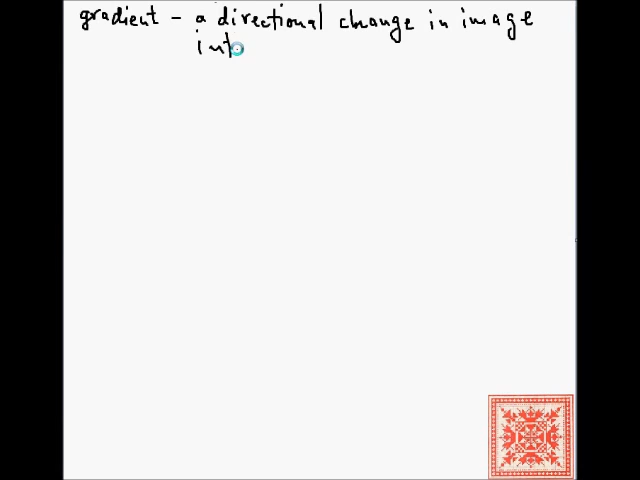 gradient - a directional change in image
int